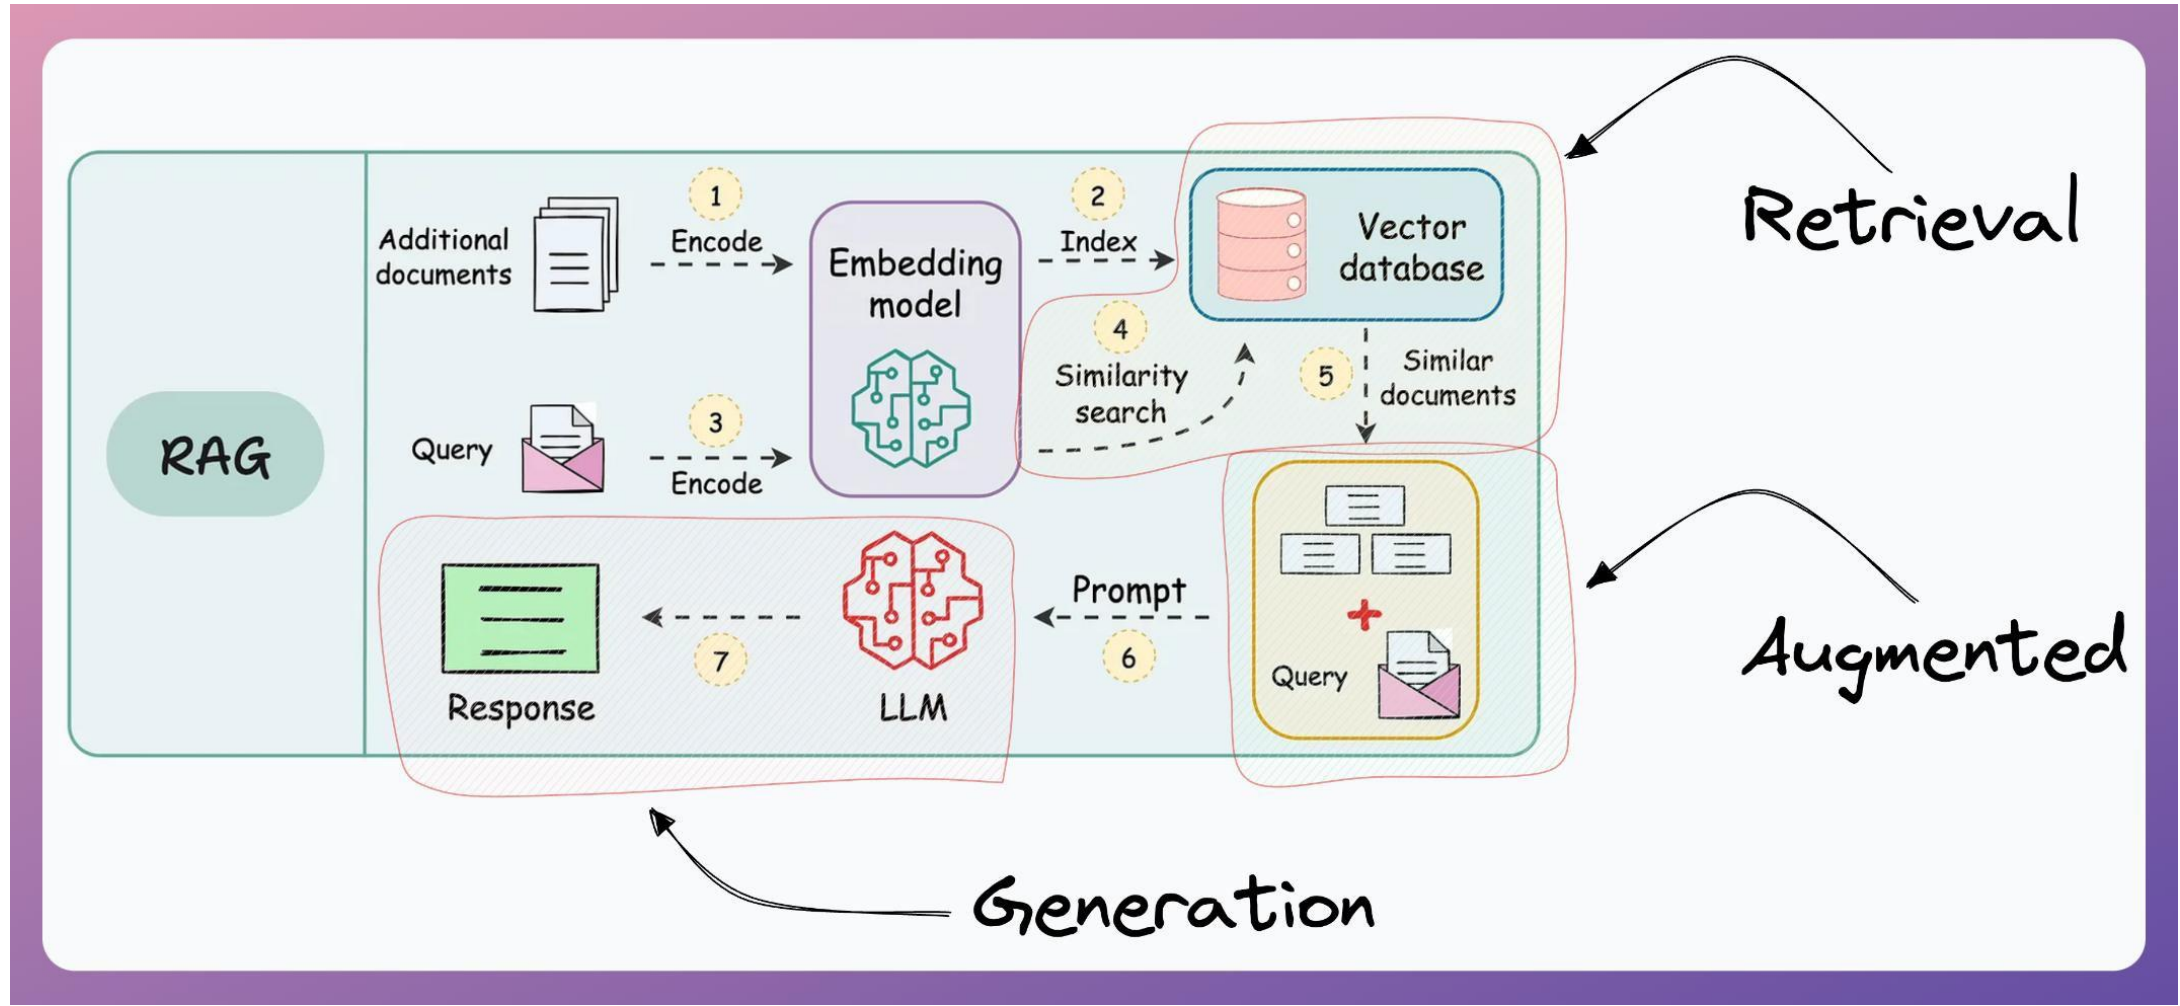 RAG
Additional
documents
1
Encode
Embedding
model
2
Index
Vector
database
Retrieval
Query
3
Encode
4
Similarity
search
5
Similar
documents
Query
Augmented
Prompt
6
LLM
7
Response
Generation